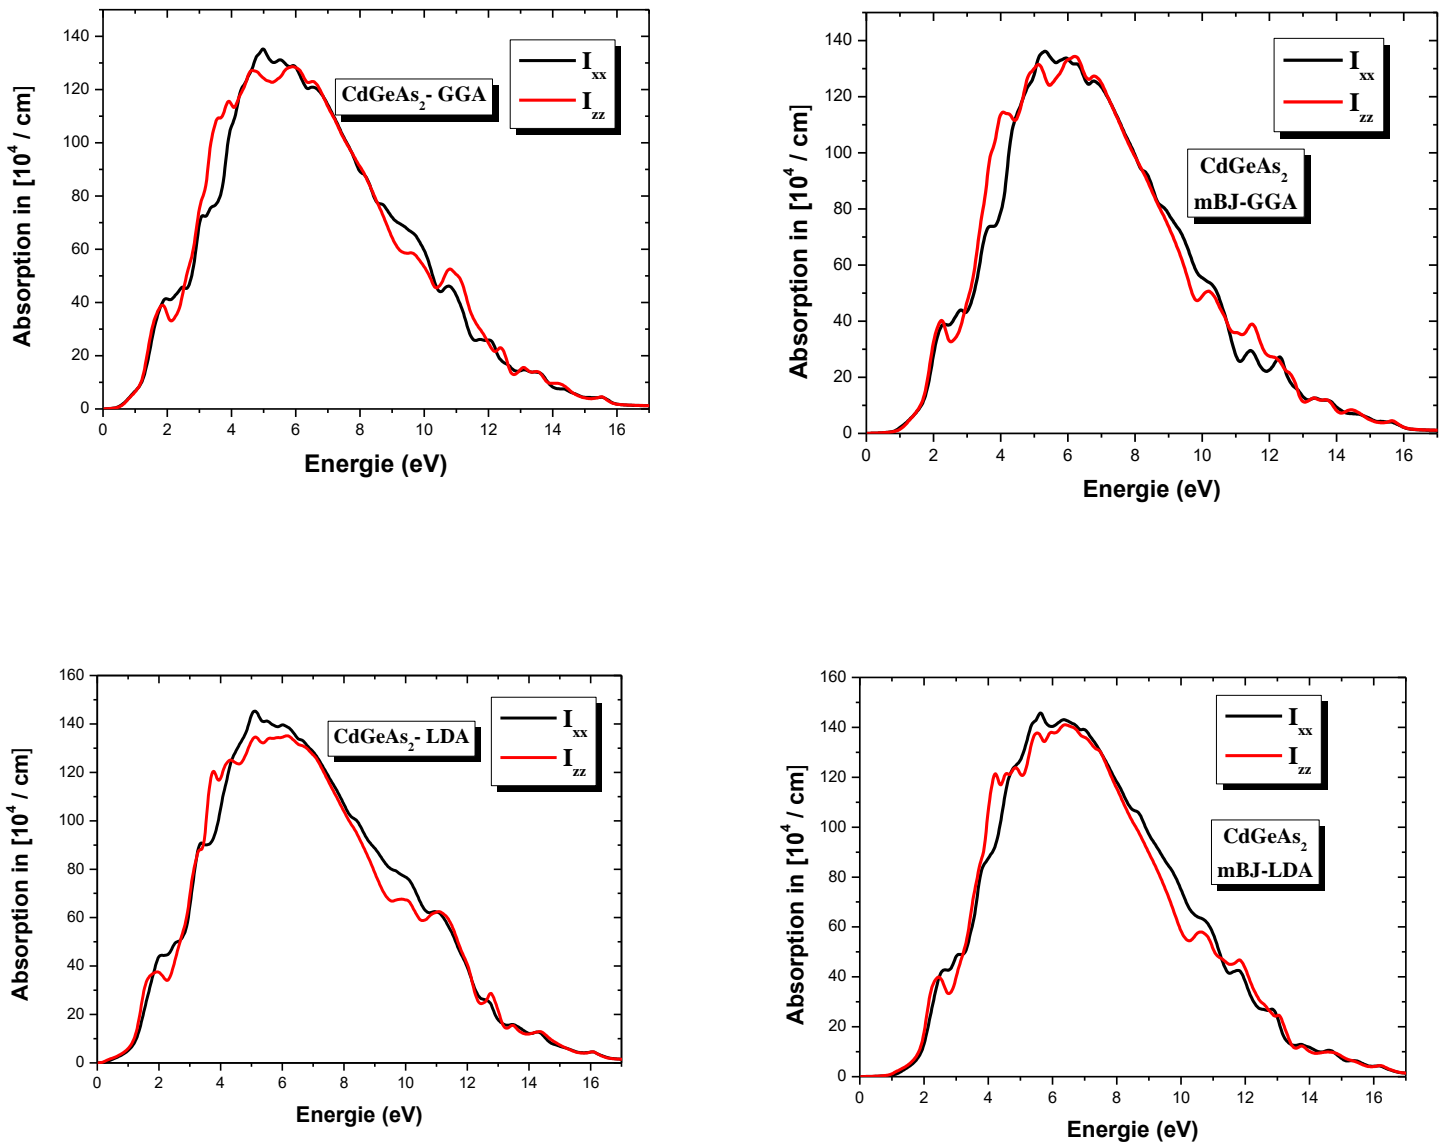 140
120
100
80
60
40
20
0
0 2 4 6 8 10 12 14 16
Absorption in [10⁴ / cm]
Energie (eV)
CdGeAs₂- GGA
Iₓₓ
I_zz
140
120
100
80
60
40
20
0
0 2 4 6 8 10 12 14 16
Absorption in [10⁴ / cm]
Energie (eV)
Iₓₓ
I_zz
CdGeAs₂
mBJ-GGA
160
140
120
100
80
60
40
20
0
0 2 4 6 8 10 12 14 16
Absorption in [10⁴ / cm]
Energie (eV)
CdGeAs₂- LDA
Iₓₓ
I_zz
160
140
120
100
80
60
40
20
0
0 2 4 6 8 10 12 14 16
Absorption in [10⁴ / cm]
Energie (eV)
Iₓₓ
I_zz
CdGeAs₂
mBJ-LDA